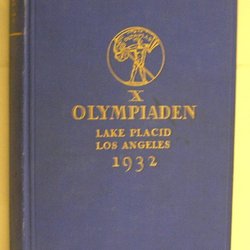 X
OLYMPIADEN
LAKE PLACID
LOS ANGELES
1932